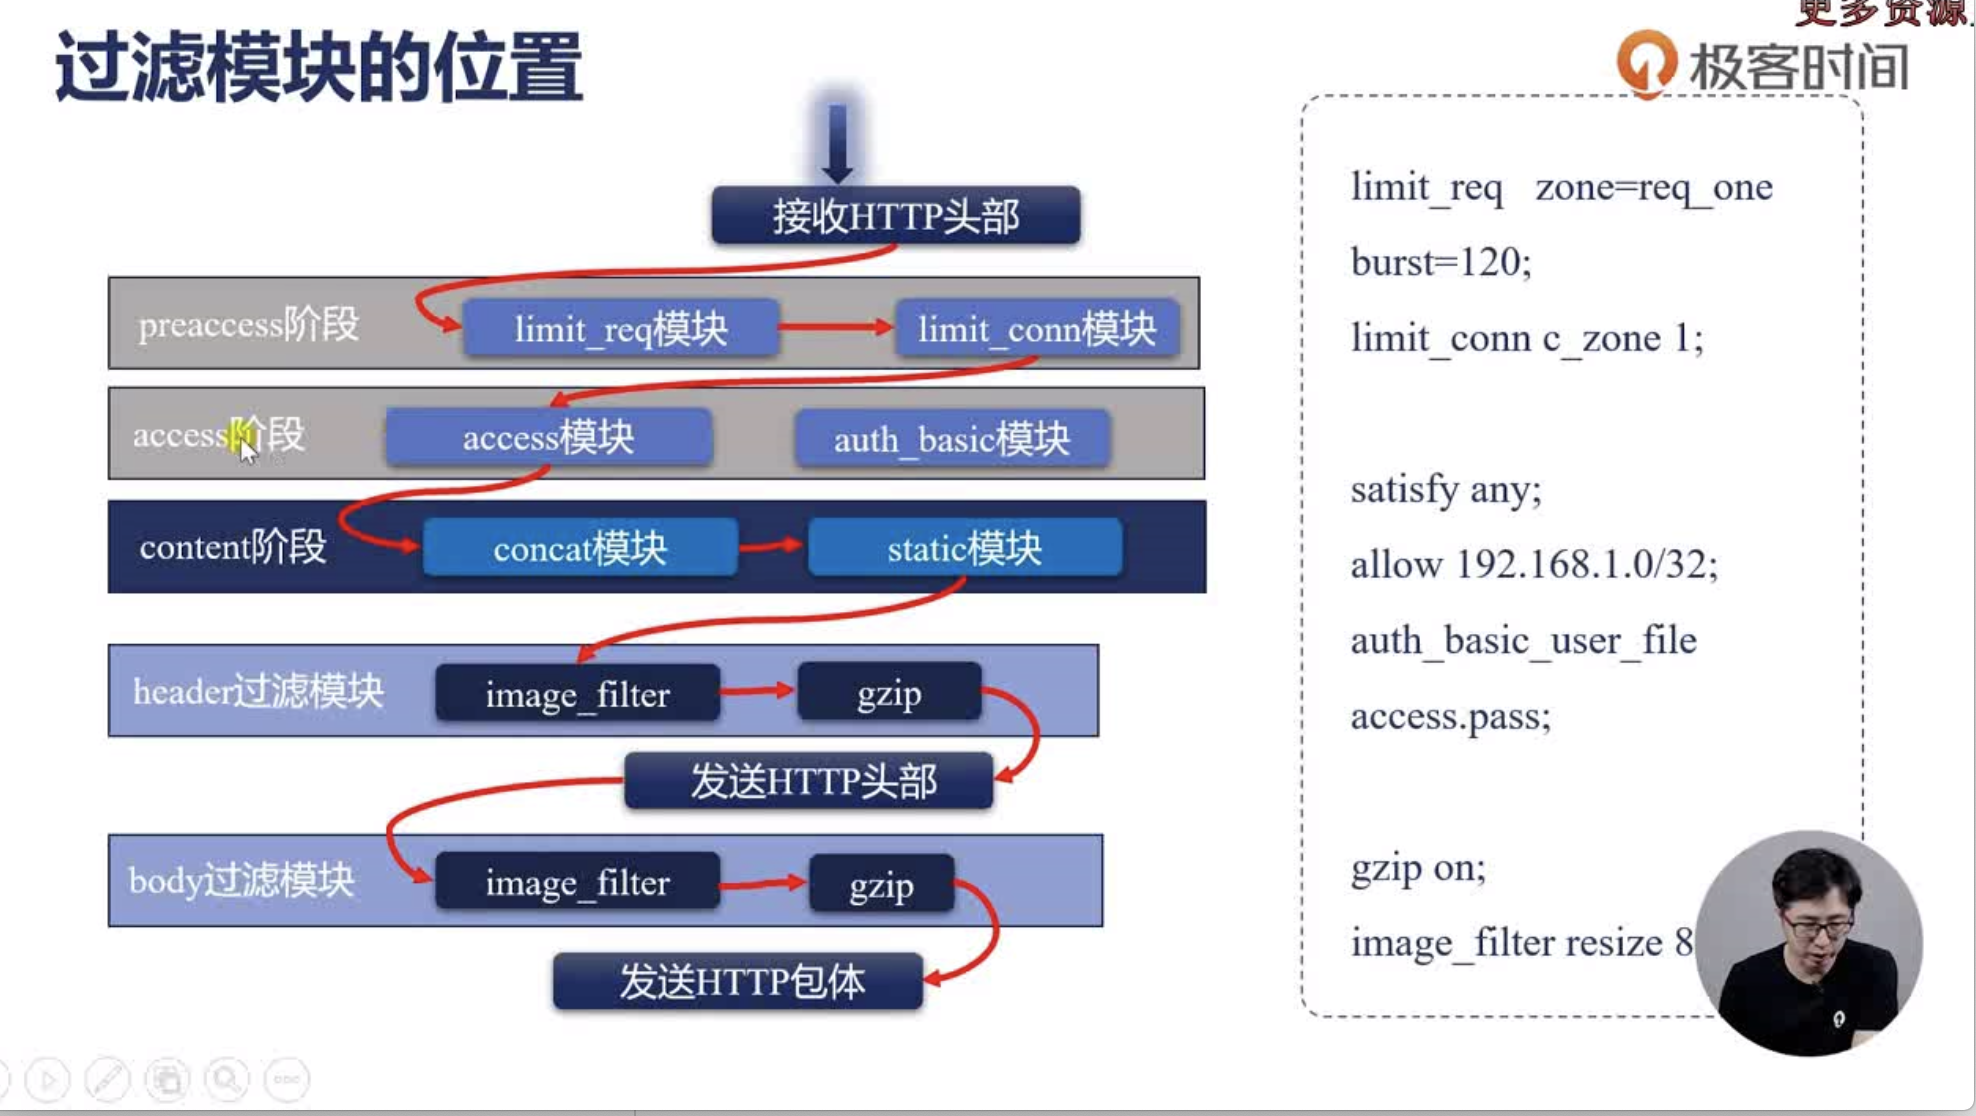 更多资源
过滤模块的位置
极客时间
接收HTTP头部
preaccess阶段
limit_req模块
limit_conn模块
access阶段
access模块
auth_basic模块
content阶段
concat模块
static模块
header过滤模块
image_filter
gzip
发送HTTP头部
body过滤模块
image_filter
gzip
发送HTTP包体
limit_req zone=req_one
burst=120;
limit_conn c_zone 1;
satisfy any;
allow 192.168.1.0/32;
auth_basic_user_file
access.pass;
gzip on;
image_filter resize 8